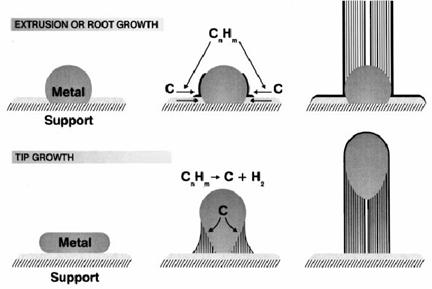 EXTRUSION OR ROOT GROWTH
CnHm
Metal
C C
Support
TIP GROWTH
CnHm → C + H2
C
Metal
Support